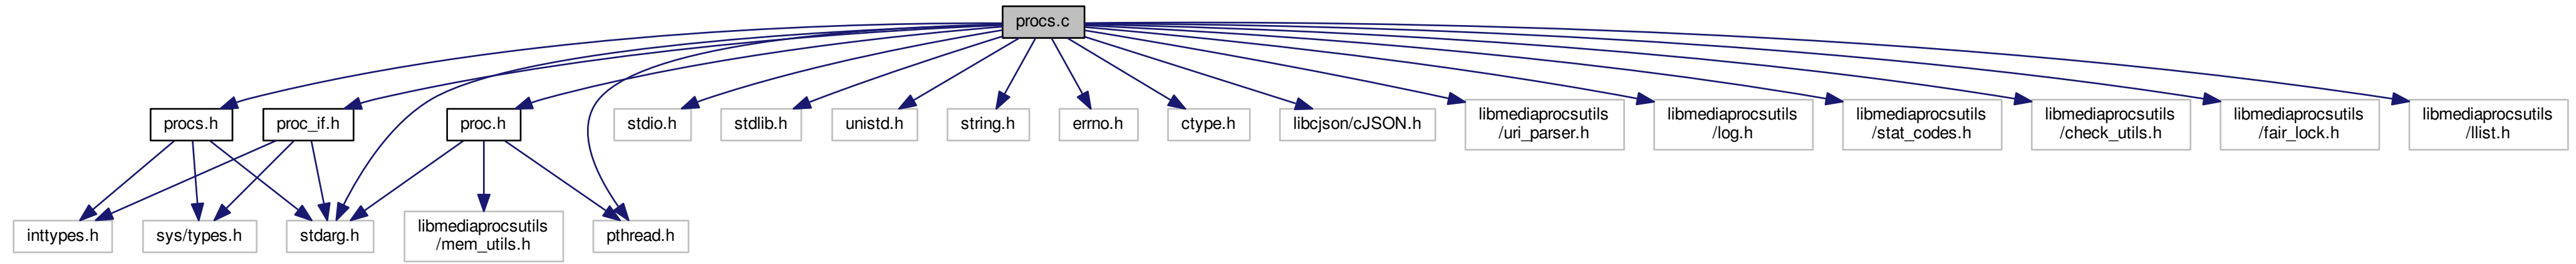 procs.c
procs.h
proc_if.h
proc.h
stdio.h
stdlib.h
unistd.h
string.h
errno.h
ctype.h
libcjson/cJSON.h
libmediaprocsutils
/uri_parser.h
libmediaprocsutils
/log.h
libmediaprocsutils
/stat_codes.h
libmediaprocsutils
/check_utils.h
libmediaprocsutils
/fair_lock.h
libmediaprocsutils
/llist.h
inttypes.h
sys/types.h
stdarg.h
libmediaprocsutils
/mem_utils.h
pthread.h